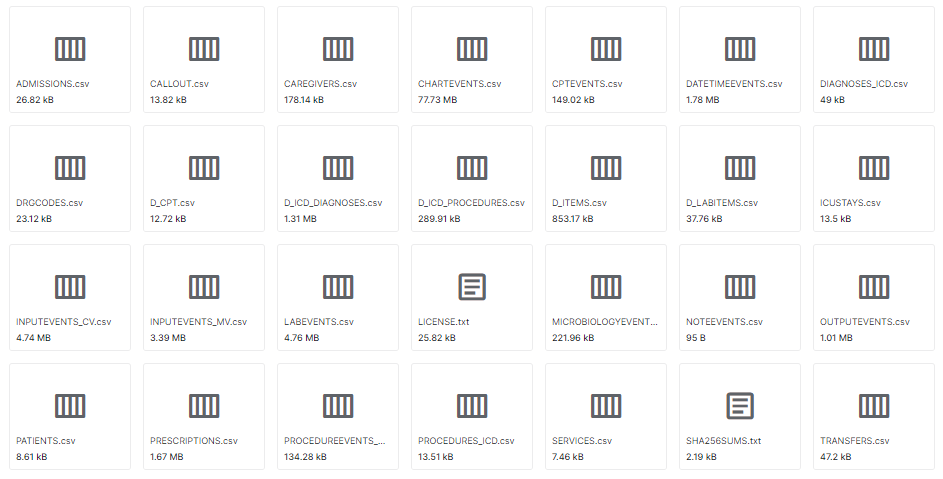 ADMISSIONS.csv
26.82 kB
CALLOUT.csv
13.82 kB
CAREGIVERS.csv
178.14 kB
CHARTEVENTS.csv
77.73 MB
CPTEVENTS.csv
149.02 kB
DATETIMEEVENTS.csv
1.78 MB
DIAGNOSES_ICD.csv
49 kB
DRGCODES.csv
23.12 kB
D_CPT.csv
12.72 kB
D_ICD_DIAGNOSES.csv
1.31 MB
D_ICD_PROCEDURES.csv
289.91 kB
D_ITEMS.csv
853.17 kB
D_LABITEMS.csv
37.76 kB
ICUSTAYS.csv
13.5 kB
INPUTEVENTS_CV.csv
4.74 MB
INPUTEVENTS_MV.csv
3.39 MB
LABEVENTS.csv
4.76 MB
LICENSE.txt
25.82 kB
MICROBIOLOGYEVENT...
221.96 kB
NOTEEVENTS.csv
95 B
OUTPUTEVENTS.csv
1.01 MB
PATIENTS.csv
8.61 kB
PRESCRIPTIONS.csv
1.67 MB
PROCEDUREEVENTS_...
134.28 kB
PROCEDURES_ICD.csv
13.51 kB
SERVICES.csv
7.46 kB
SHA256SUMS.txt
2.19 kB
TRANSFERS.csv
47.2 kB